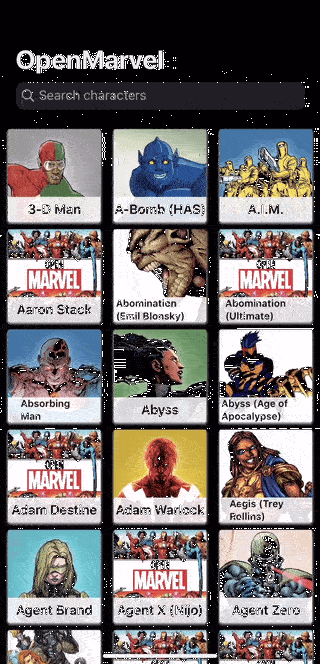 OpenMarvel
Search characters
3-D Man
A-Bomb (HAS)
A.I.M.
MARVEL
Aaron Stack
Abomination
(Emil Blonsky)
MARVEL
Abomination
(Ultimate)
Absorbing
Man
Abyss
Abyss (Age of
Apocalypse)
MARVEL
Adam Destine
Adam Warlock
Aegis (Trey
Rollins)
Agent Brand
MARVEL
Agent X (Nijo)
Agent Zero